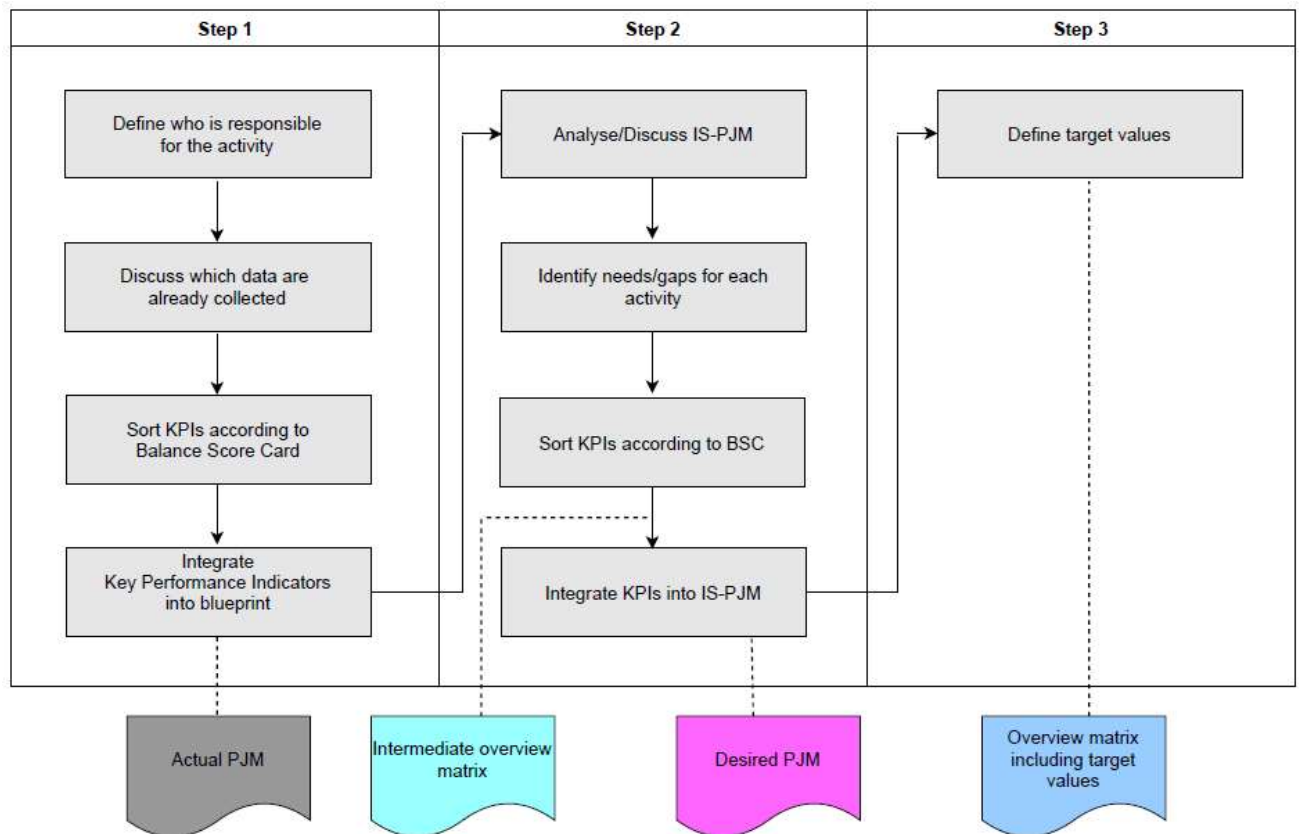 Step 1
Step 2
Step 3
Define who is responsible
for the activity
Discuss which data are
already collected
Sort KPIs according to
Balance Score Card
Integrate
Key Performance Indicators
into blueprint
Analyse/Discuss IS-PJM
Identify needs/gaps for each
activity
Sort KPIs according to BSC
Integrate KPIs into IS-PJM
Define target values
Actual PJM
Intermediate overview
matrix
Desired PJM
Overview matrix
including target
values